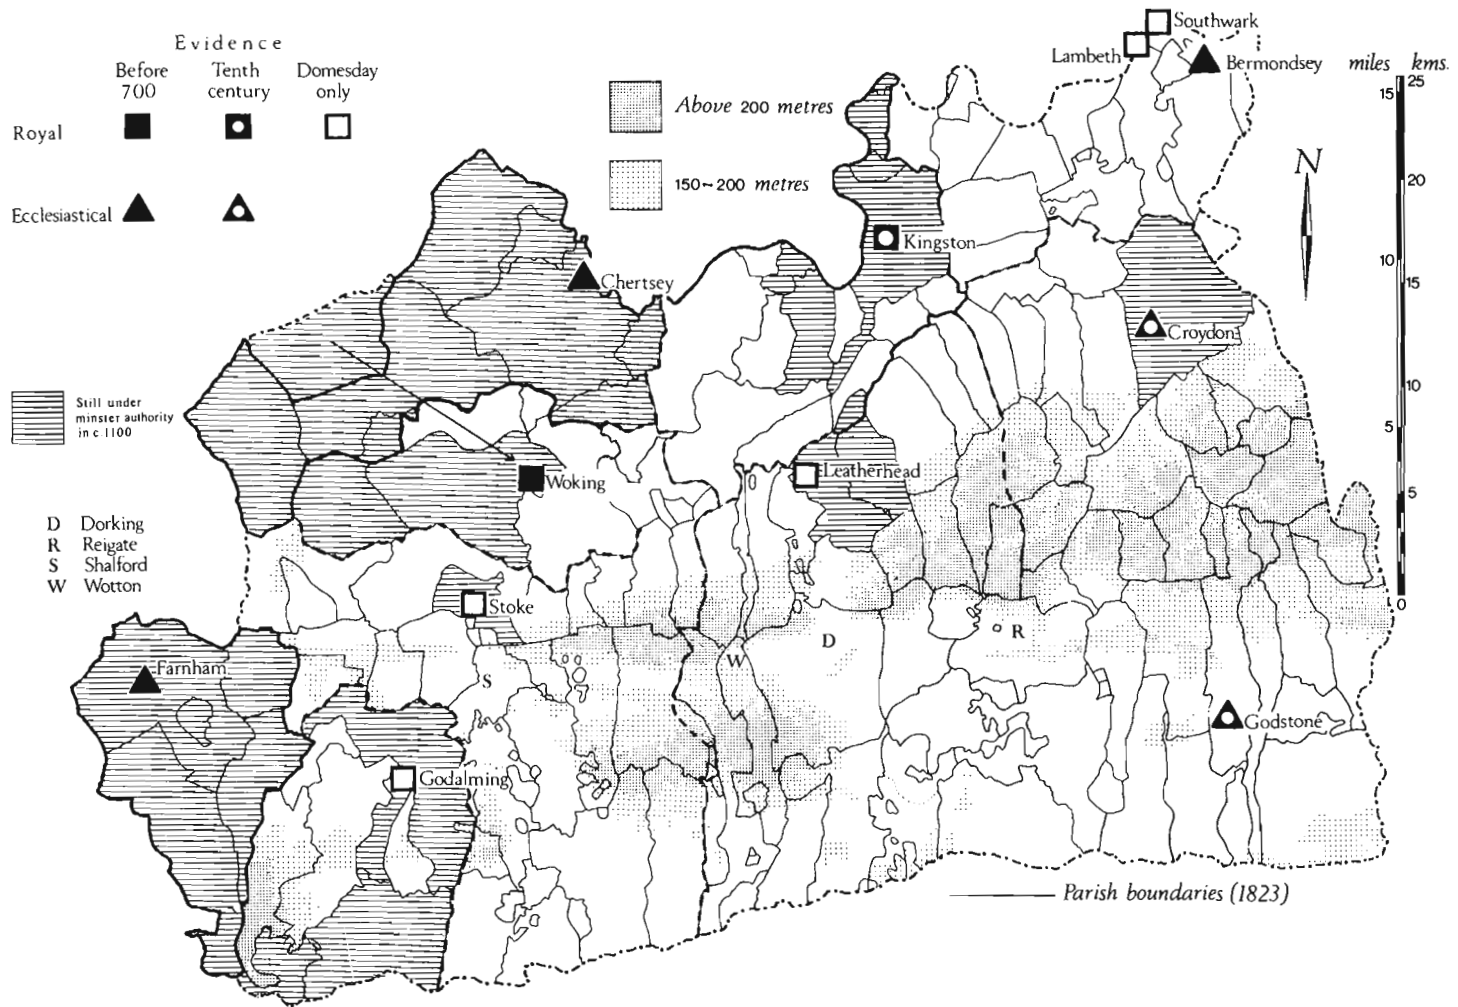 Evidence
Before
700
Tenth
century
Domesday
only
Royal
Ecclesiastical
Above 200 metres
150-200 metres
Southwark
Lambeth
Bermondsey
miles kms.
15 25
20
10 15
10
5
5
0
N
Kingston
Chertsey
Croydon
Still under
minster authority
in c 1100
Woking
Leatherhead
D Dorking
R Reigate
S Shalford
W Wotton
Stoke
D
R
W
S
Farnham
Godstone
Godalming
Parish boundaries (1823)